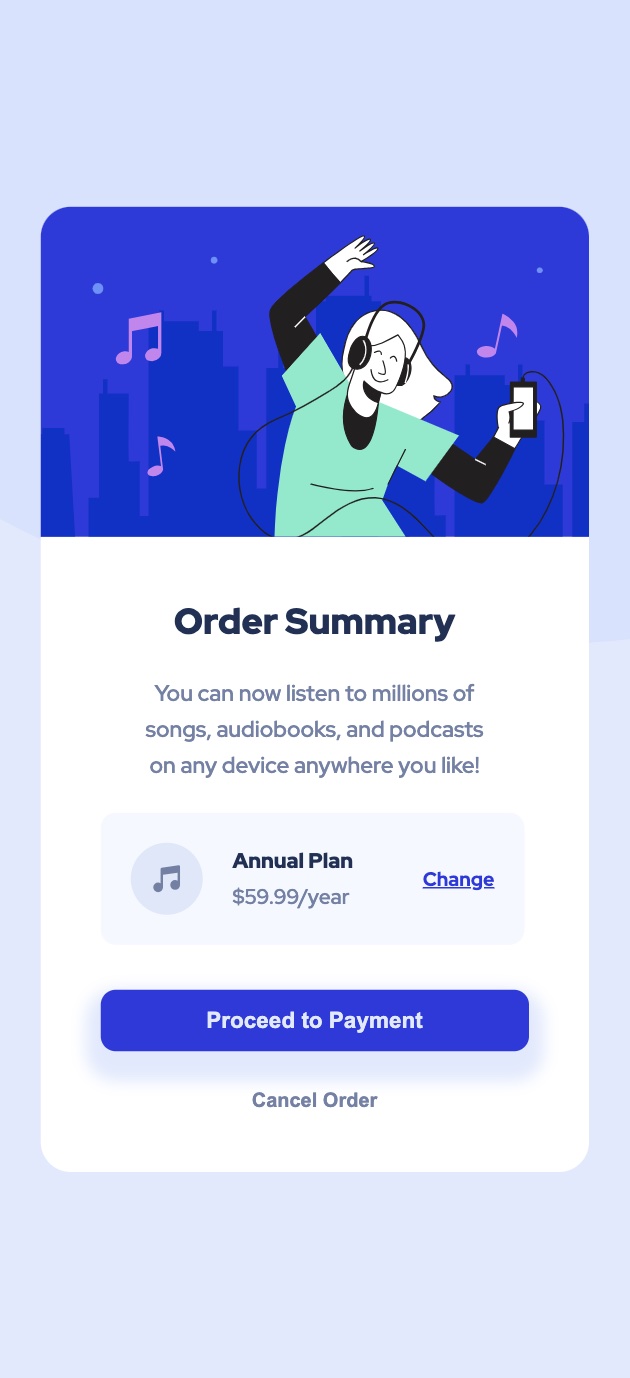 Order Summary
You can now listen to millions of
songs, audiobooks, and podcasts
on any device anywhere you like!
Annual Plan
$59.99/year
Change
Proceed to Payment
Cancel Order